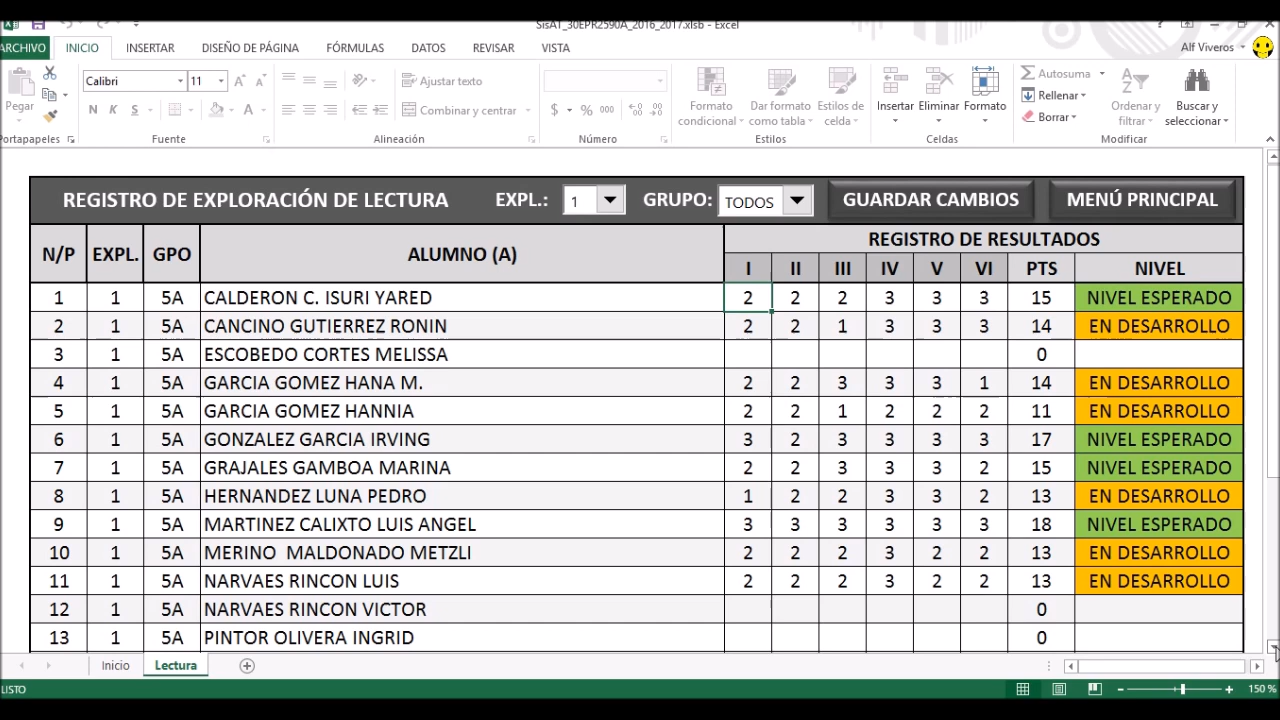 SisAT_30EPR2590A_2016_2017.xlsb - Excel
ARCHIVO INICIO INSERTAR DISEÑO DE PÁGINA FÓRMULAS DATOS REVISAR VISTA Alf Viveros
Pegar Calibri 11 Ajustar texto Formato condicional Dar formato como tabla Estilos de celda Insertar Eliminar Formato Autosuma Ordenar y filtrar Buscar y seleccionar
N K S Combinar y centrar $ % 000 Rellenar
Borrar
Portapapeles Fuente Alineación Número Estilos Celdas Modificar
REGISTRO DE EXPLORACIÓN DE LECTURA EXPL.: 1 GRUPO: TODOS GUARDAR CAMBIOS MENÚ PRINCIPAL
N/P EXPL. GPO ALUMNO (A) REGISTRO DE RESULTADOS
I II III IV V VI PTS NIVEL
1 1 5A CALDERON C. ISURI YARED 2 2 2 3 3 3 15 NIVEL ESPERADO
2 1 5A CANCINO GUTIERREZ RONIN 2 2 1 3 3 3 14 EN DESARROLLO
3 1 5A ESCOBEDO CORTES MELISSA 0
4 1 5A GARCIA GOMEZ HANA M. 2 2 3 3 3 1 14 EN DESARROLLO
5 1 5A GARCIA GOMEZ HANNIA 2 2 1 2 2 2 11 EN DESARROLLO
6 1 5A GONZALEZ GARCIA IRVING 3 2 3 3 3 3 17 NIVEL ESPERADO
7 1 5A GRAJALES GAMBOA MARINA 2 2 3 3 3 2 15 NIVEL ESPERADO
8 1 5A HERNANDEZ LUNA PEDRO 1 2 2 3 3 2 13 EN DESARROLLO
9 1 5A MARTINEZ CALIXTO LUIS ANGEL 3 3 3 3 3 3 18 NIVEL ESPERADO
10 1 5A MERINO MALDONADO METZLI 2 2 2 3 2 2 13 EN DESARROLLO
11 1 5A NARVAES RINCON LUIS 2 2 2 3 2 2 13 EN DESARROLLO
12 1 5A NARVAES RINCON VICTOR 0
13 1 5A PINTOR OLIVERA INGRID 0
Inicio Lectura
LISTO 150 %